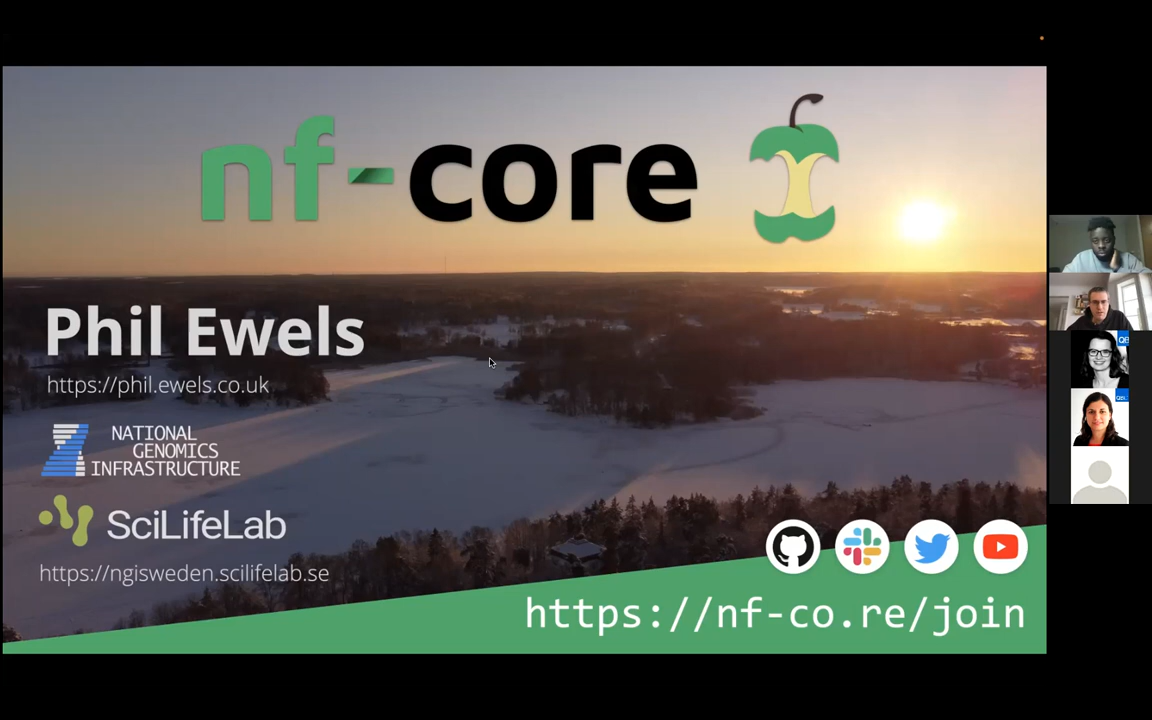 nf-core
Phil Ewels
https://phil.ewels.co.uk
NATIONAL
GENOMICS
INFRASTRUCTURE
SciLifeLab
https://ngisweden.scilifelab.se
https://nf-co.re/join